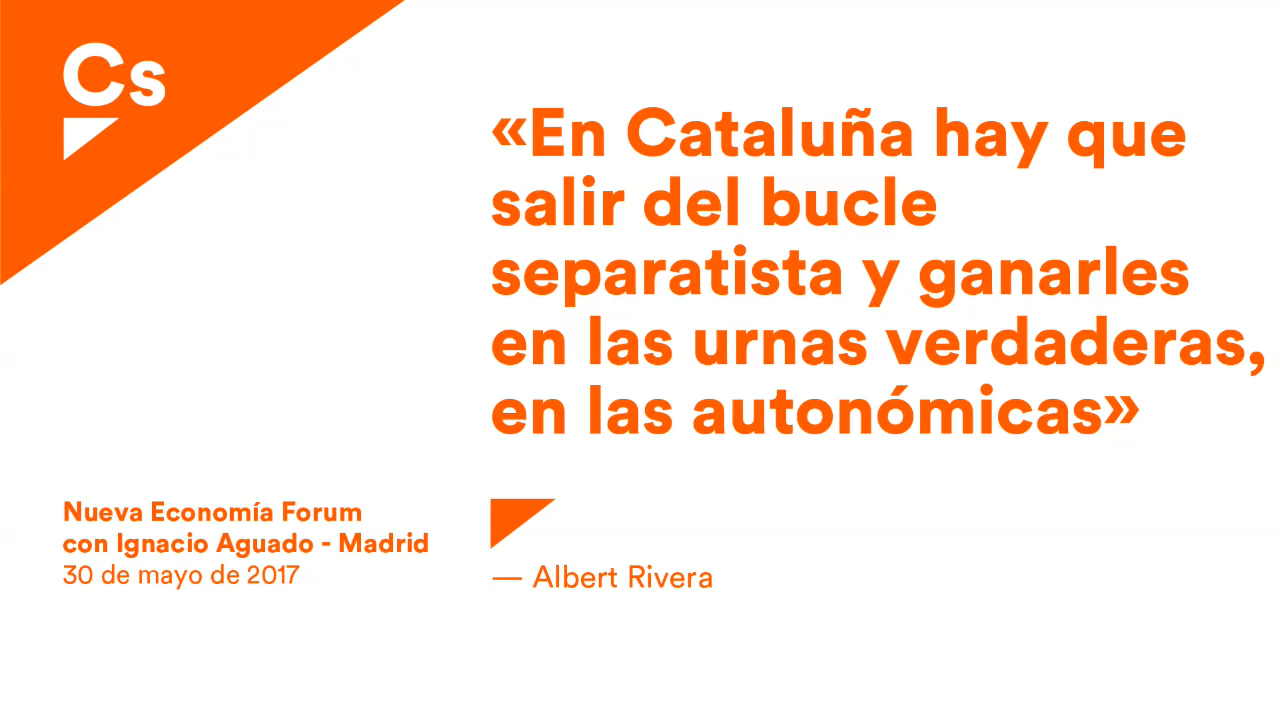 Cs
«En Cataluña hay que
salir del bucle
separatista y ganarles
en las urnas verdaderas,
en las autonómicas»
Nueva Economía Forum
con Ignacio Aguado - Madrid
30 de mayo de 2017
— Albert Rivera